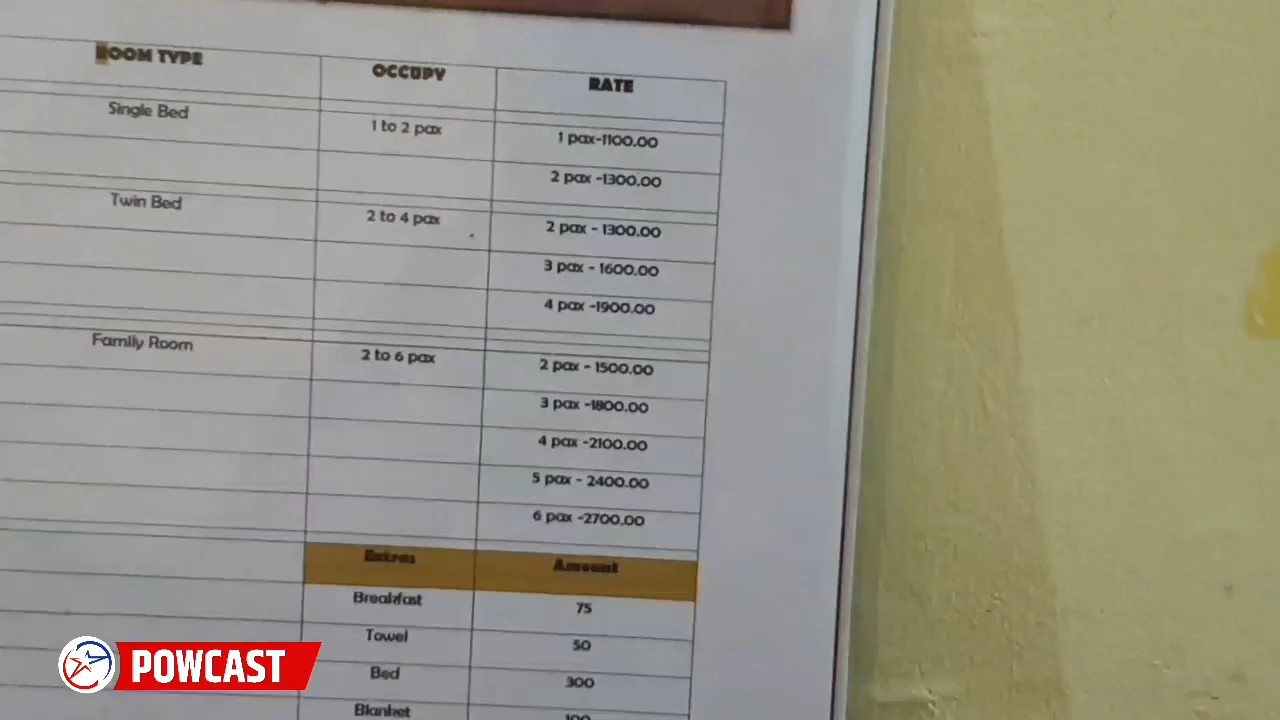 ROOM TYPE OCCUPY RATE
Single Bed 1 to 2 pax 1 pax-1100.00
2 pax -1300.00
Twin Bed 2 to 4 pax 2 pax - 1300.00
3 pax - 1600.00
4 pax -1900.00
Family Room 2 to 6 pax 2 pax - 1500.00
3 pax -1800.00
4 pax -2100.00
5 pax - 2400.00
6 pax -2700.00
Extras Amount
Breakfast 75
Towel 50
Bed 300
Blanket 100
POWCAST